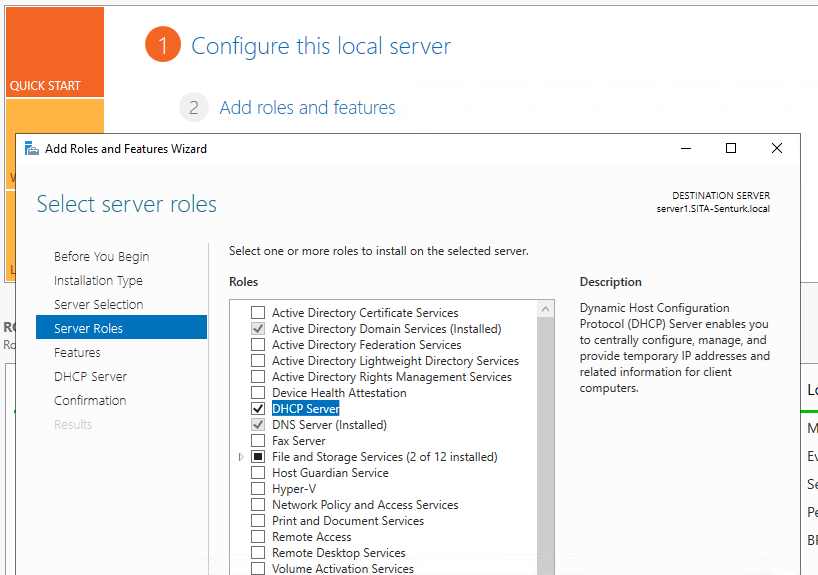 1 Configure this local server
QUICK START
2 Add roles and features
Add Roles and Features Wizard
Select server roles
DESTINATION SERVER
server1.SITA-Senturk.local
Before You Begin
Installation Type
Server Selection
Server Roles
Features
DHCP Server
Confirmation
Results
Select one or more roles to install on the selected server.
Roles
Active Directory Certificate Services
Active Directory Domain Services (Installed)
Active Directory Federation Services
Active Directory Lightweight Directory Services
Active Directory Rights Management Services
Device Health Attestation
DHCP Server
DNS Server (Installed)
Fax Server
File and Storage Services (2 of 12 installed)
Host Guardian Service
Hyper-V
Network Policy and Access Services
Print and Document Services
Remote Access
Remote Desktop Services
Volume Activation Services
Description
Dynamic Host Configuration
Protocol (DHCP) Server enables you
to centrally configure, manage, and
provide temporary IP addresses and
related information for client
computers.